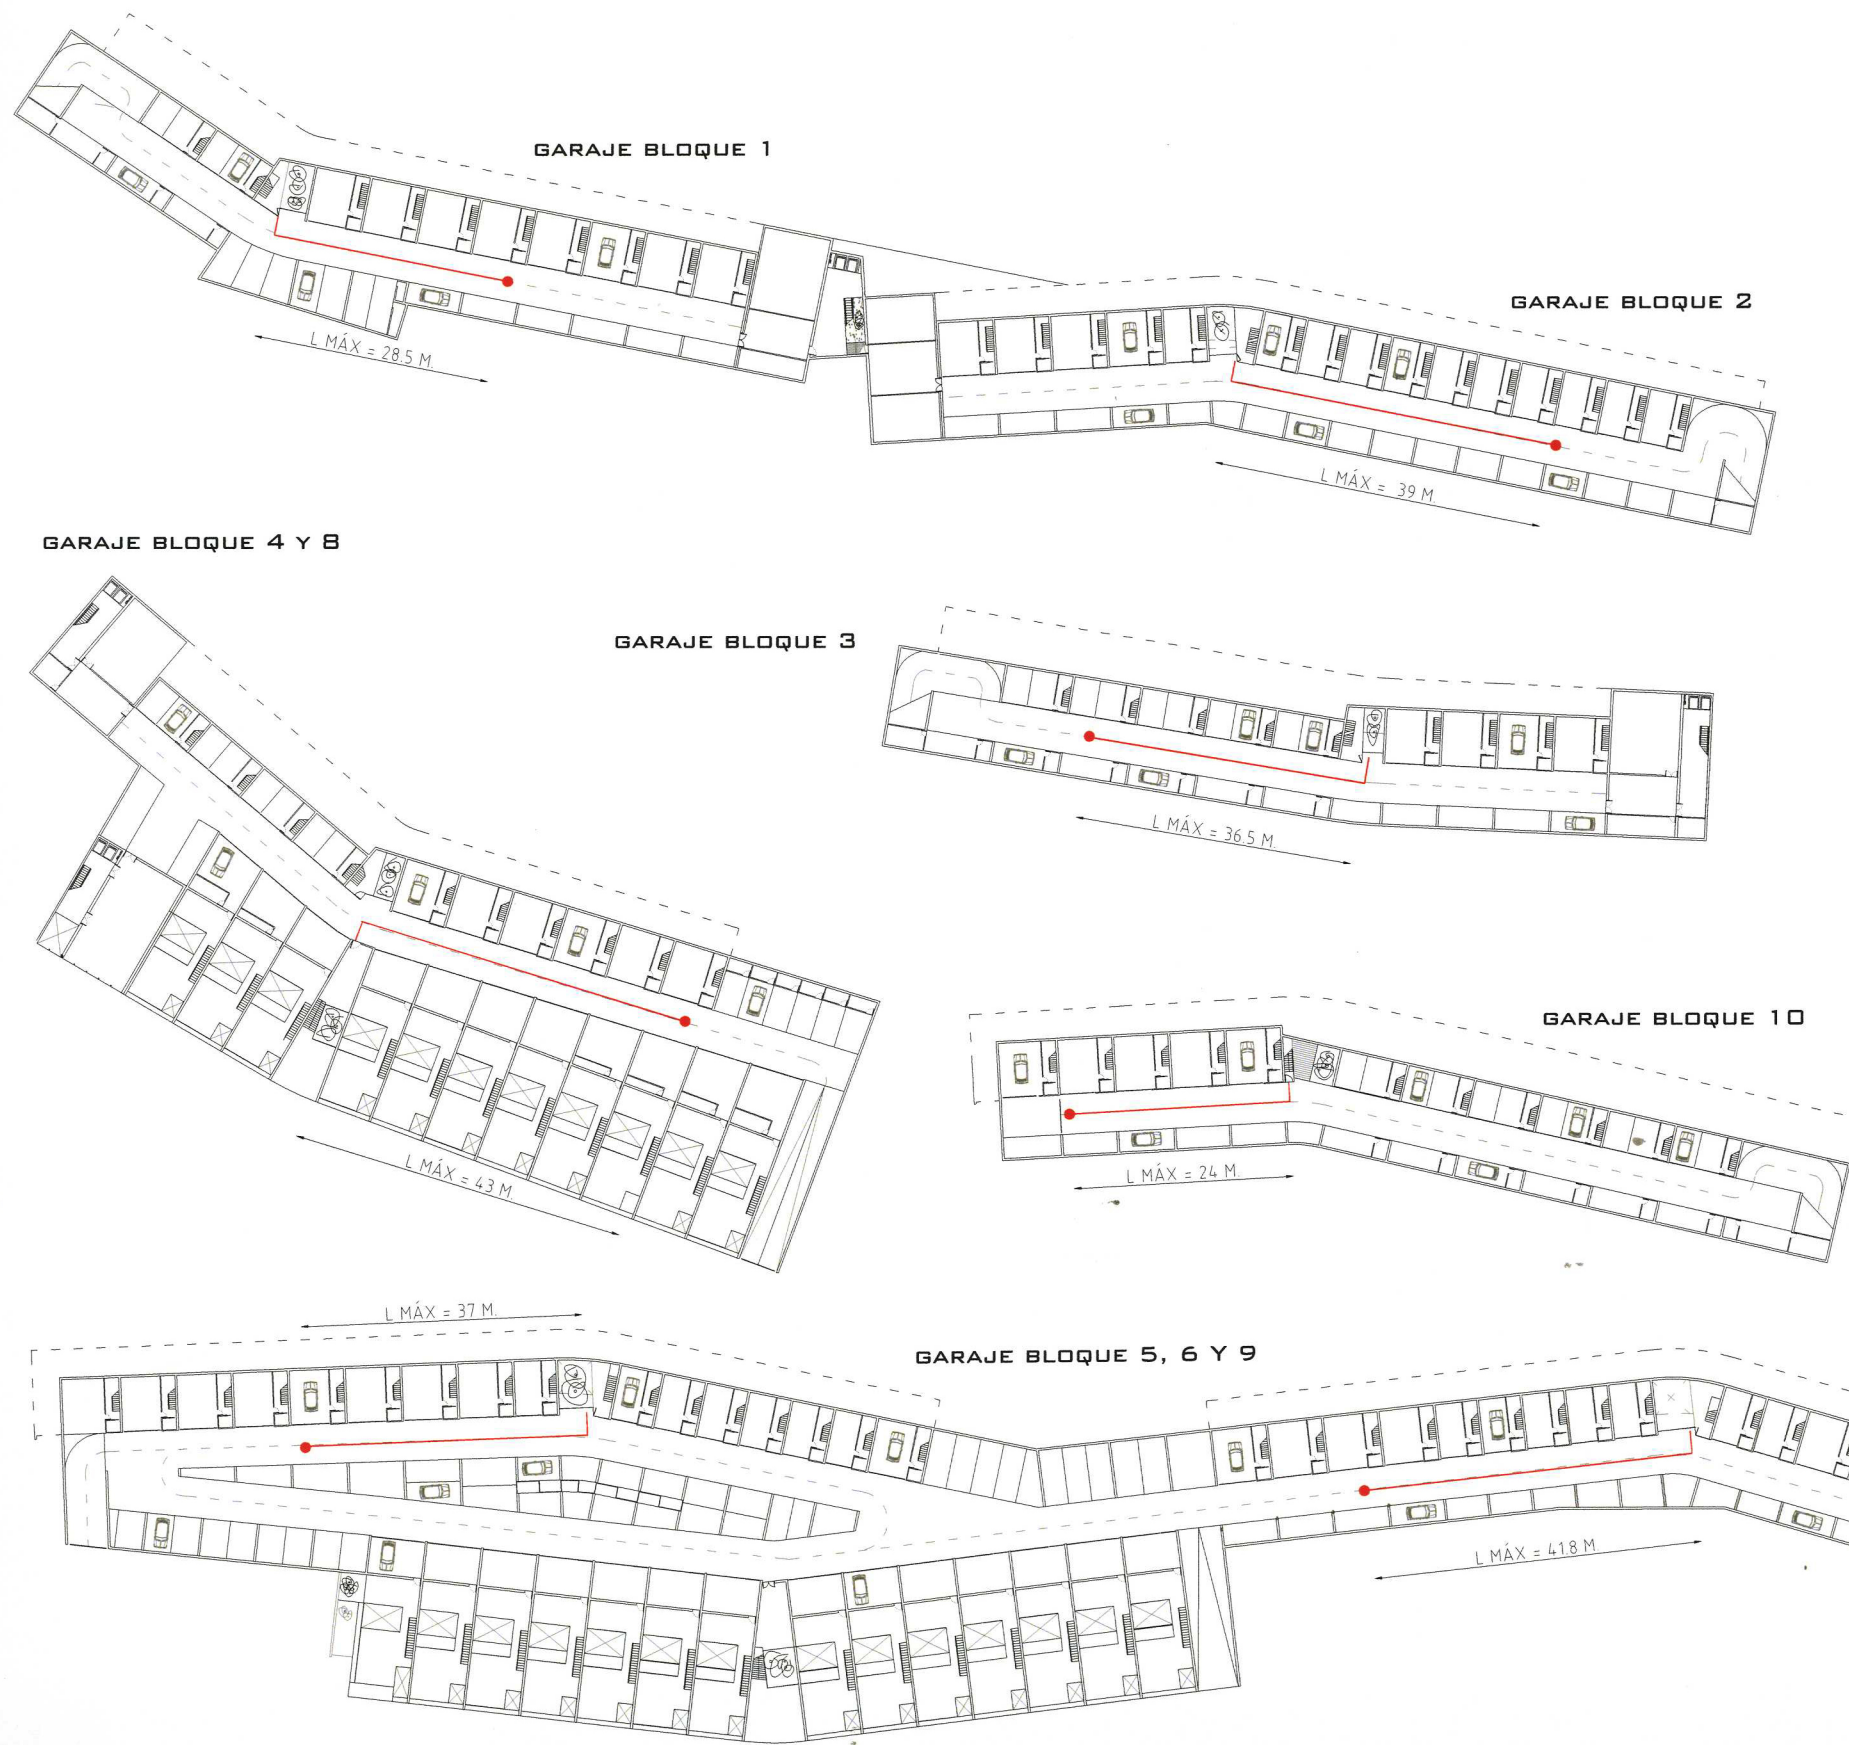 GARAJE BLOQUE 1
L MÁX = 28.5 M.
GARAJE BLOQUE 2
L MÁX = 39 M.
GARAJE BLOQUE 4 Y 8
GARAJE BLOQUE 3
L MÁX = 36.5 M.
GARAJE BLOQUE 10
L MÁX = 43 M.
L MÁX = 24 M.
L MÁX = 37 M.
GARAJE BLOQUE 5, 6 Y 9
L MÁX = 41.8 M